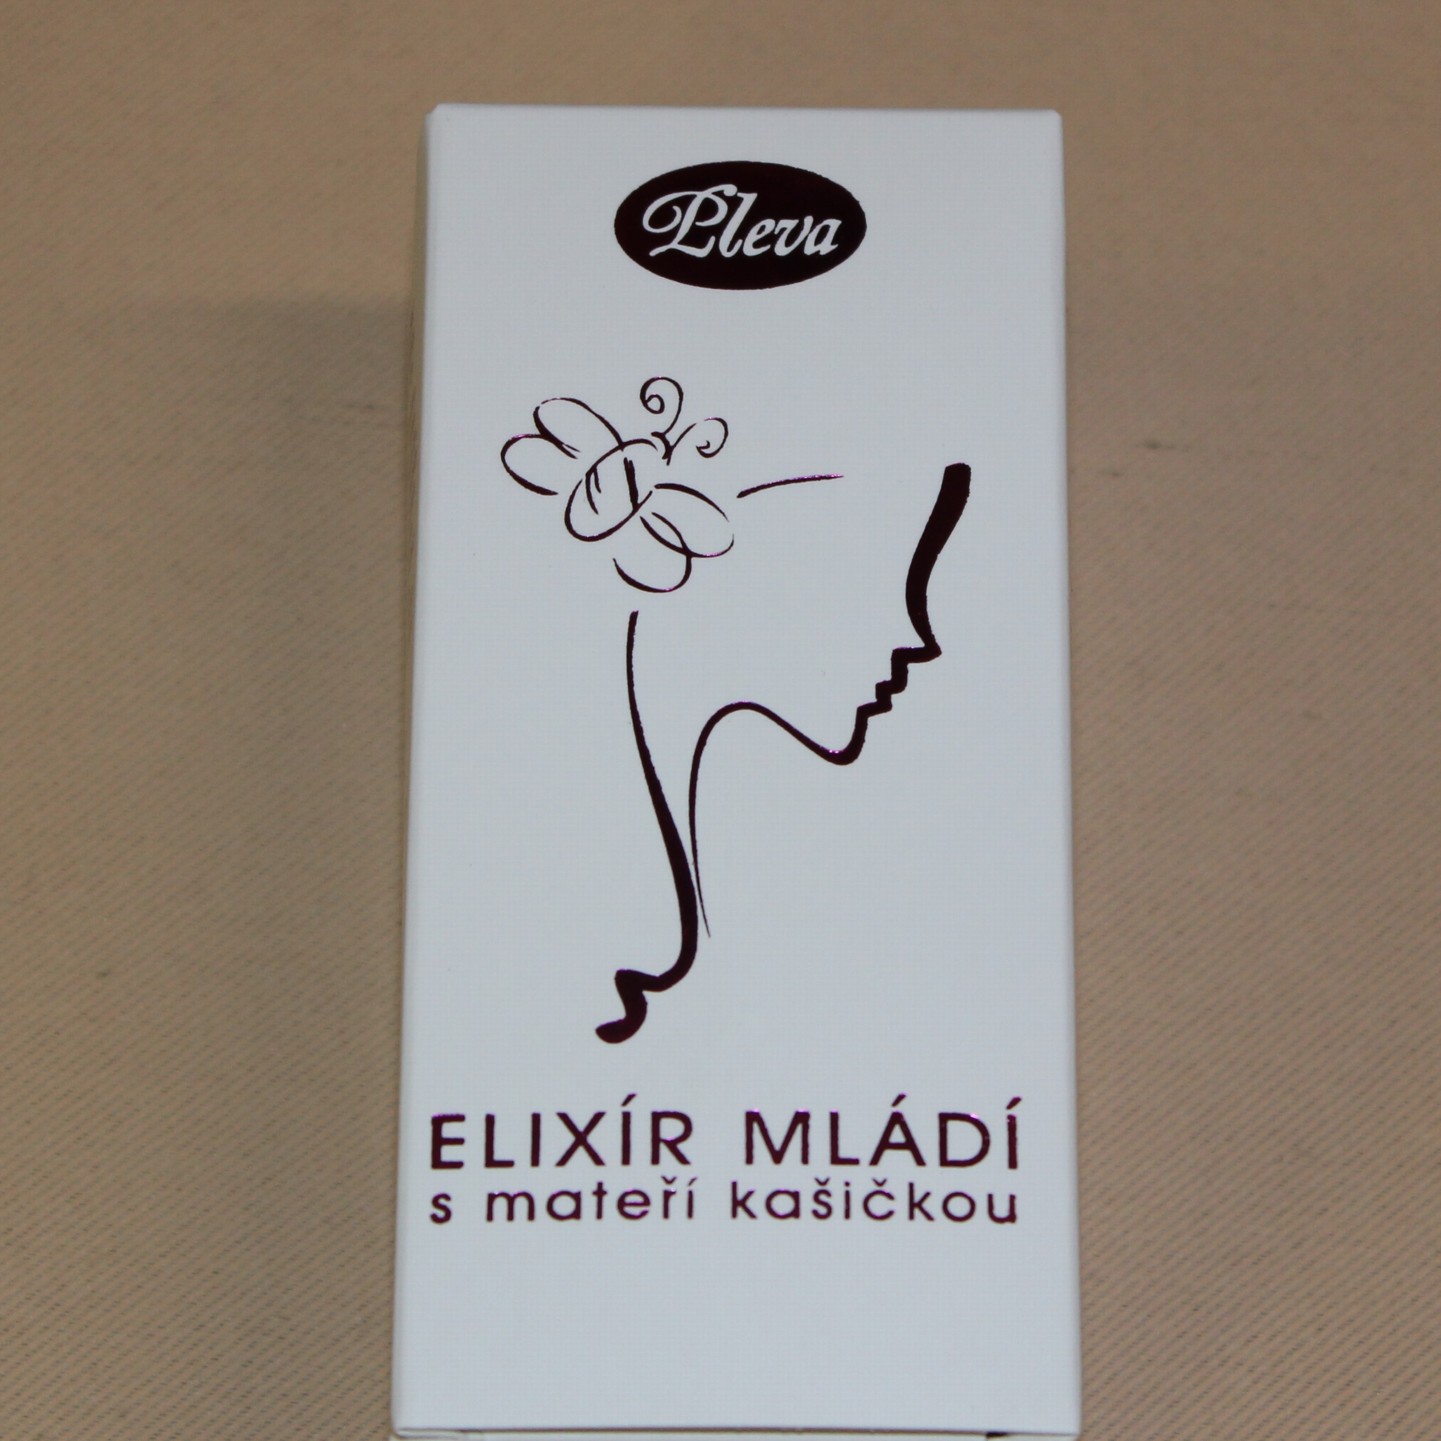 Pleva
ELIXÍR MLÁDÍ
s mateří kašičkou